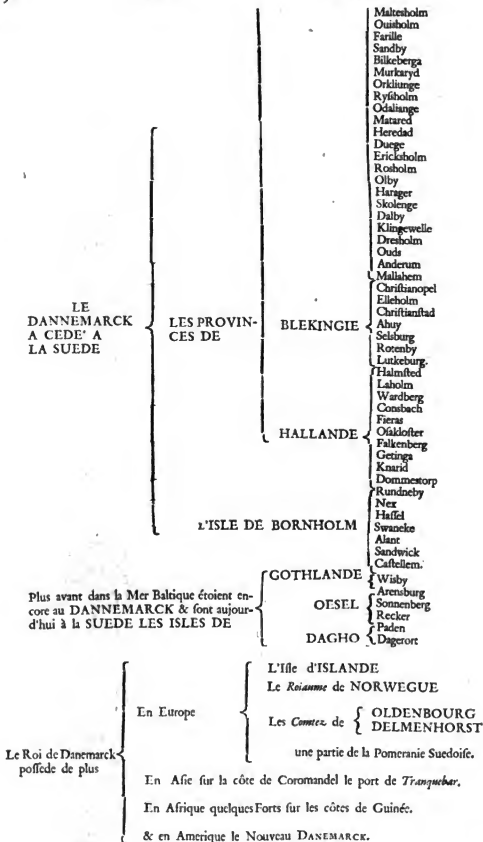 Maltesholm
Ouisholm
Farille
Sandby
Bilkeberga
Murkaryd
Orkliunge
Ryſsholm
Odaliange
Matared
Heredad
Duege
Ericksholm
Rosholm
Olby
Harager
Skolenge
Dalby
Klingewelle
Dresholm
Ouds
Anderum
Mallahem
LE
DANNEMARCK
A CEDE' A
LA SUEDE
LES PROVIN-
CES DE
BLEKINGIE
Chriſtianopel
Elleholm
Chriſtianſtad
Ahuy
Selsburg
Rotenby
Lutkeburg.
HALLANDE
Halmſted
Laholm
Wardberg
Consbach
Fieras
Oſakloſter
Falkenberg
Getinga
Knarid
Dommestorp
L'ISLE DE BORNHOLM
Rundneby
Nex
Haſſel
Swaneke
Alant
Sandwick
Caſtellem.
Plus avant dans la Mer Baltique étoient en-
core au DANNEMARCK & ſont aujour-
d'hui à la SUEDE LES ISLES DE
GOTHLANDE
Wisby
OESEL
Arensburg
Sonnenberg
Recker
DAGHO
Paden
Dagerort
Le Roi de Danemarck
poſſede de plus
En Europe
L'Iſle d'ISLANDE
Le Roiaume de NORWEGUE
Les Comtez de
OLDENBOURG
DELMENHORST
une partie de la Pomeranie Suedoiſe.
En Aſie ſur la côte de Coromandel le port de Tranquebar.
En Afrique quelques Forts ſur les côtes de Guinée.
& en Amerique le Nouveau DANEMARCK.